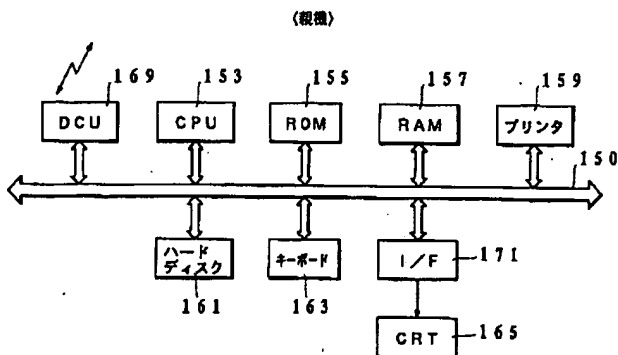 〈親機〉
169
153
155
157
159
DCU
CPU
ROM
RAM
プリンタ
150
ハード
ディスク
キーボード
I/F
171
161
163
CRT
165